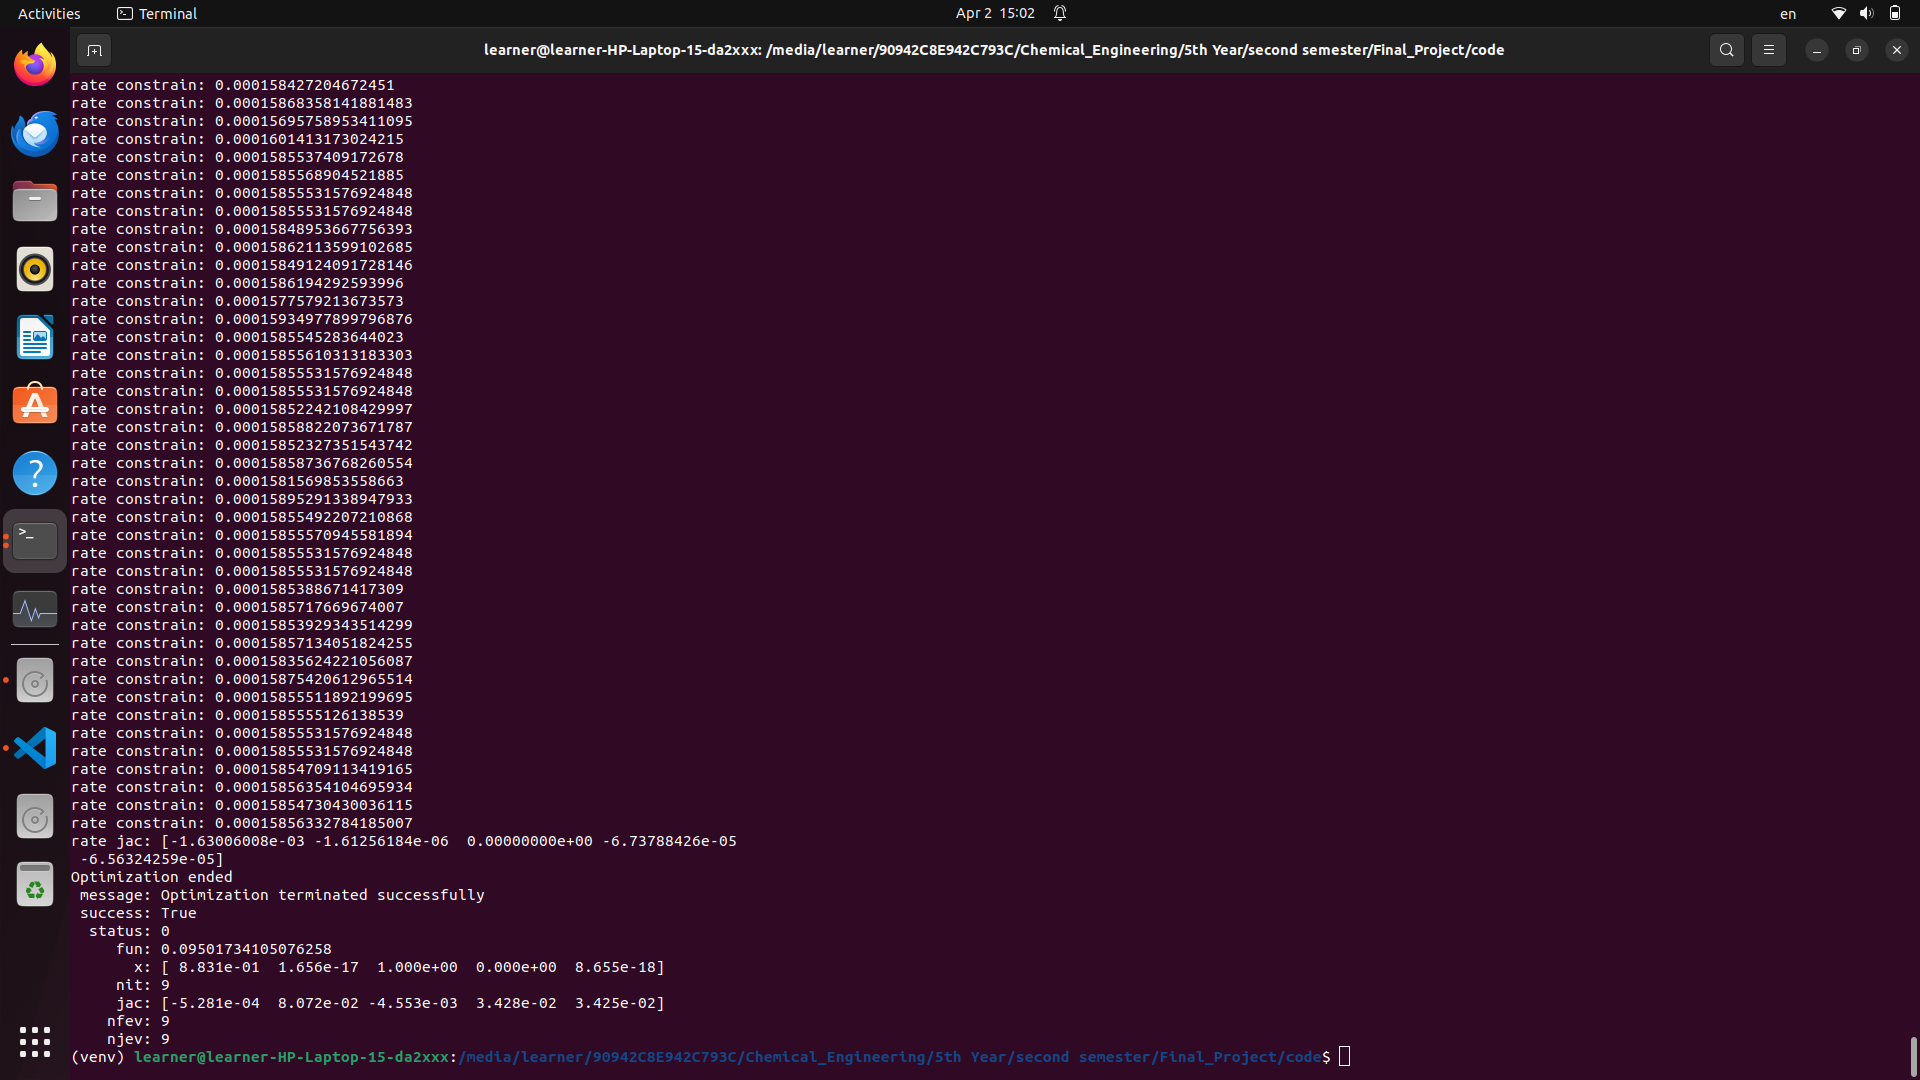 Activities
Terminal
Apr 2 15:02
en
learner@learner-HP-Laptop-15-da2xxx: /media/learner/90942C8E942C793C/Chemical_Engineering/5th Year/second semester/Final_Project/code
rate constrain: 0.000158427204672451
rate constrain: 0.00015868358141881483
rate constrain: 0.00015695758953411095
rate constrain: 0.0001601413173024215
rate constrain: 0.0001585537409172678
rate constrain: 0.0001585568904521885
rate constrain: 0.00015855531576924848
rate constrain: 0.00015855531576924848
rate constrain: 0.00015848953667756393
rate constrain: 0.00015862113599102685
rate constrain: 0.00015849124091728146
rate constrain: 0.0001586194292593996
rate constrain: 0.0001577579213673573
rate constrain: 0.00015934977899796876
rate constrain: 0.0001585545283644023
rate constrain: 0.00015855610313183303
rate constrain: 0.00015855531576924848
rate constrain: 0.00015855531576924848
rate constrain: 0.00015852242108429997
rate constrain: 0.00015858822073671787
rate constrain: 0.00015852327351543742
rate constrain: 0.00015858736768260554
rate constrain: 0.0001581569853558663
rate constrain: 0.00015895291338947933
rate constrain: 0.00015855492207210868
rate constrain: 0.00015855570945581894
rate constrain: 0.00015855531576924848
rate constrain: 0.00015855531576924848
rate constrain: 0.0001585388671417309
rate constrain: 0.0001585717669674007
rate constrain: 0.00015853929343514299
rate constrain: 0.00015857134051824255
rate constrain: 0.00015835624221056087
rate constrain: 0.00015875420612965514
rate constrain: 0.00015855511892199695
rate constrain: 0.0001585555126138539
rate constrain: 0.00015855531576924848
rate constrain: 0.00015855531576924848
rate constrain: 0.00015854709113419165
rate constrain: 0.00015856354104695934
rate constrain: 0.00015854730430036115
rate constrain: 0.00015856332784185007
rate jac: [-1.63006008e-03 -1.61256184e-06  0.00000000e+00 -6.73788426e-05
 -6.56324259e-05]
Optimization ended
 message: Optimization terminated successfully
 success: True
  status: 0
     fun: 0.09501734105076258
       x: [ 8.831e-01  1.656e-17  1.000e+00  0.000e+00  8.655e-18]
     nit: 9
     jac: [-5.281e-04  8.072e-02 -4.553e-03  3.428e-02  3.425e-02]
    nfev: 9
    njev: 9
(venv) learner@learner-HP-Laptop-15-da2xxx:/media/learner/90942C8E942C793C/Chemical_Engineering/5th Year/second semester/Final_Project/code$